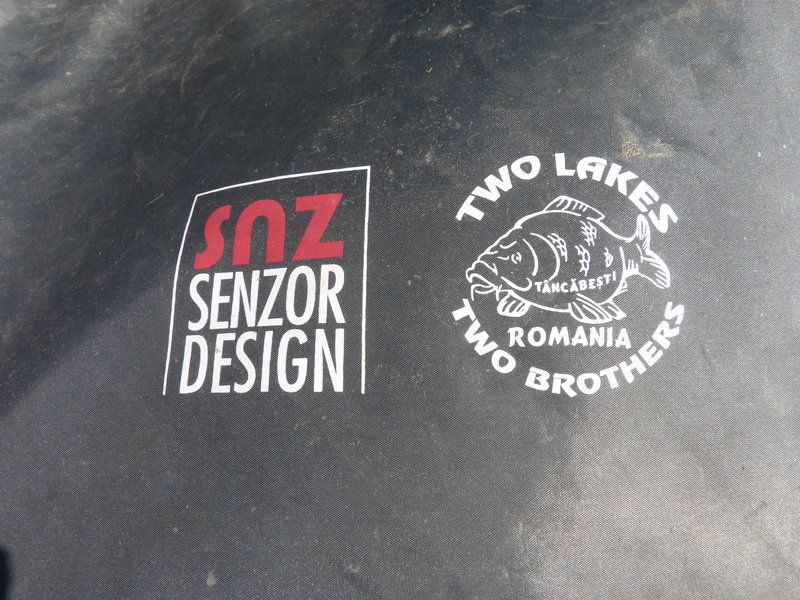 SNZ
SENZOR
DESIGN
TWO LAKES
TÂNCĂBEȘTI
ROMANIA
TWO BROTHERS